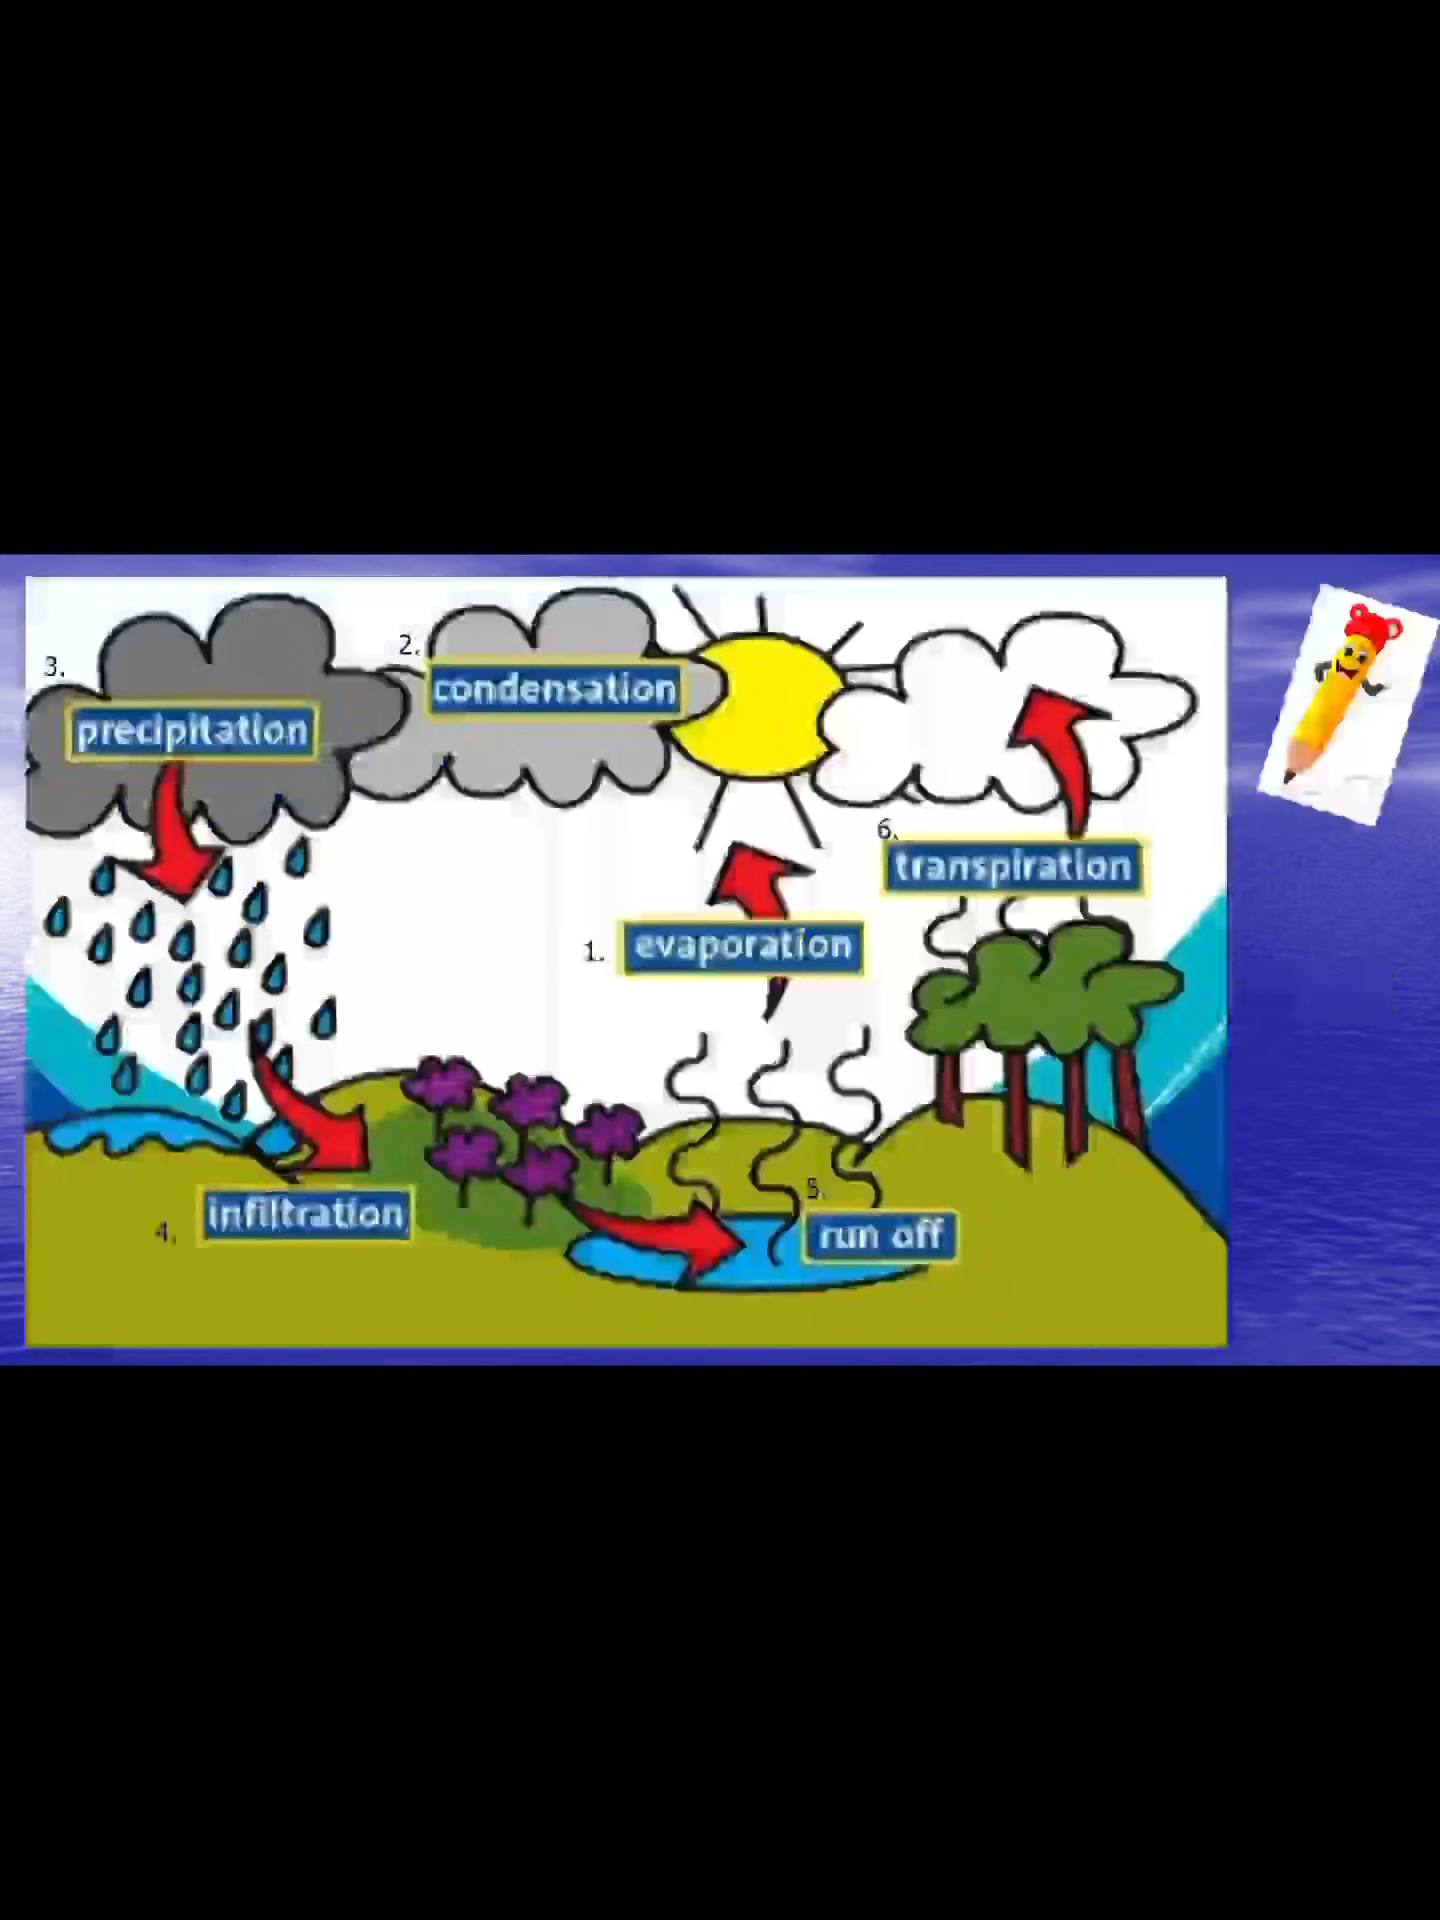 3.
precipitation
2.
condensation
1.
evaporation
6.
transpiration
4.
infiltration
5.
run off